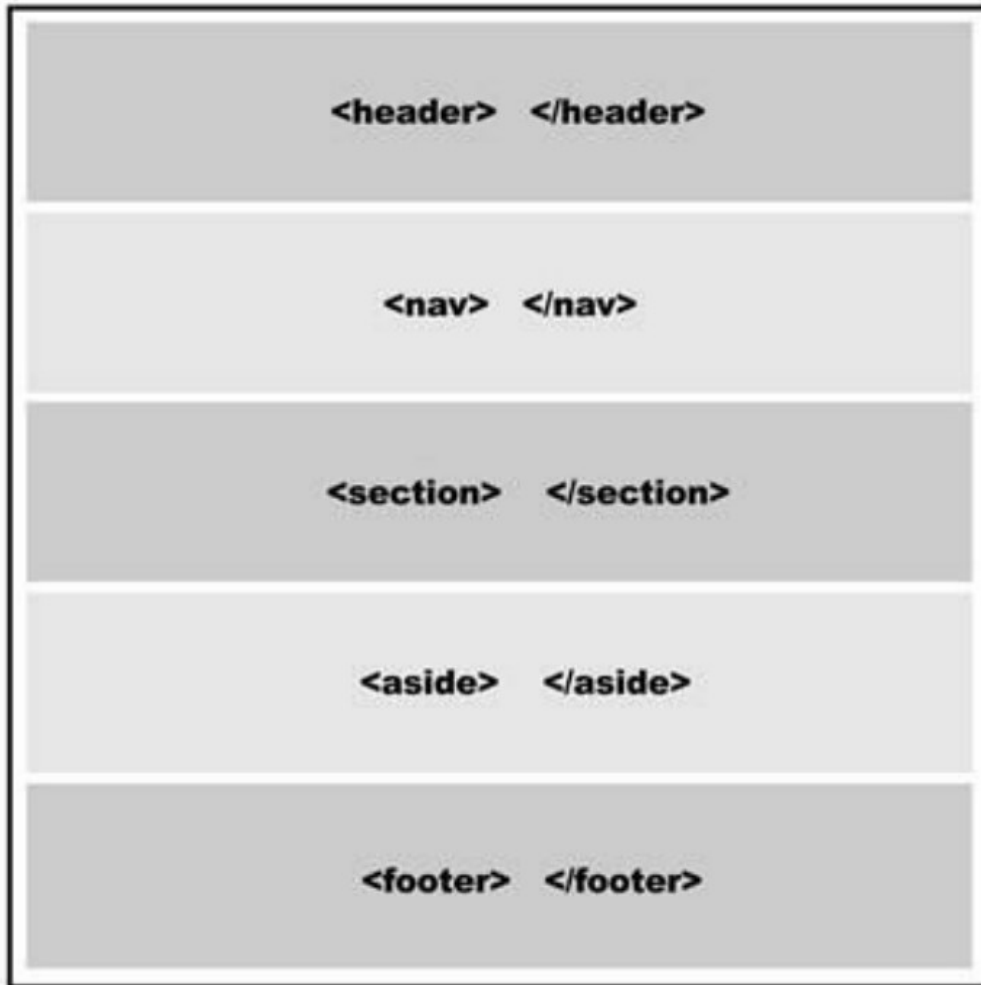 <header> </header>
<nav> </nav>
<section> </section>
<aside> </aside>
<footer> </footer>